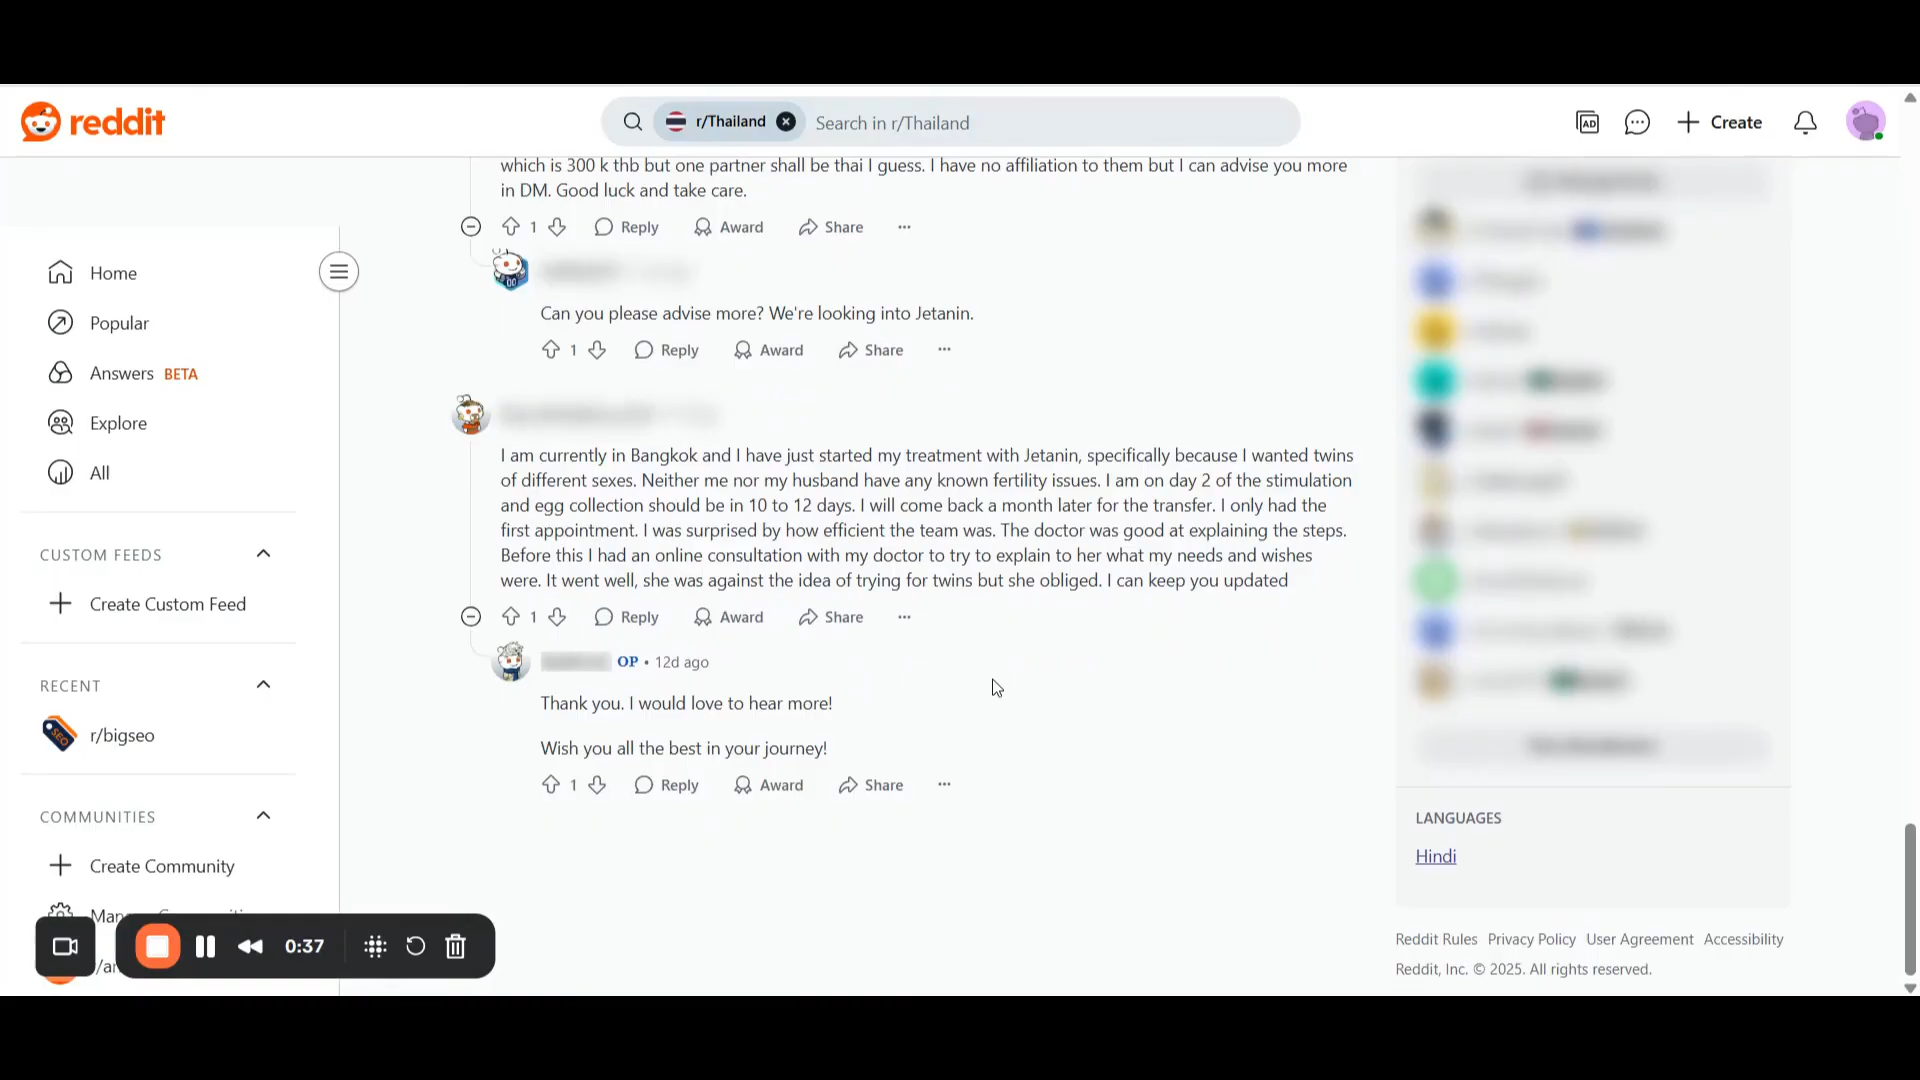 reddit
r/Thailand
Search in r/Thailand
AD
Create
which is 300 k thb but one partner shall be thai I guess. I have no affiliation to them but I can advise you more
in DM. Good luck and take care.
1 Reply Award Share
Can you please advise more? We're looking into Jetanin.
1 Reply Award Share
I am currently in Bangkok and I have just started my treatment with Jetanin, specifically because I wanted twins
of different sexes. Neither me nor my husband have any known fertility issues. I am on day 2 of the stimulation
and egg collection should be in 10 to 12 days. I will come back a month later for the transfer. I only had the
first appointment. I was surprised by how efficient the team was. The doctor was good at explaining the steps.
Before this I had an online consultation with my doctor to try to explain to her what my needs and wishes
were. It went well, she was against the idea of trying for twins but she obliged. I can keep you updated
1 Reply Award Share
OP • 12d ago
Thank you. I would love to hear more!
Wish you all the best in your journey!
1 Reply Award Share
Home
Popular
Answers BETA
Explore
All
CUSTOM FEEDS
Create Custom Feed
RECENT
SEO
r/bigseo
COMMUNITIES
Create Community
0:37
LANGUAGES
Hindi
Reddit Rules Privacy Policy User Agreement Accessibility
Reddit, Inc. © 2025. All rights reserved.